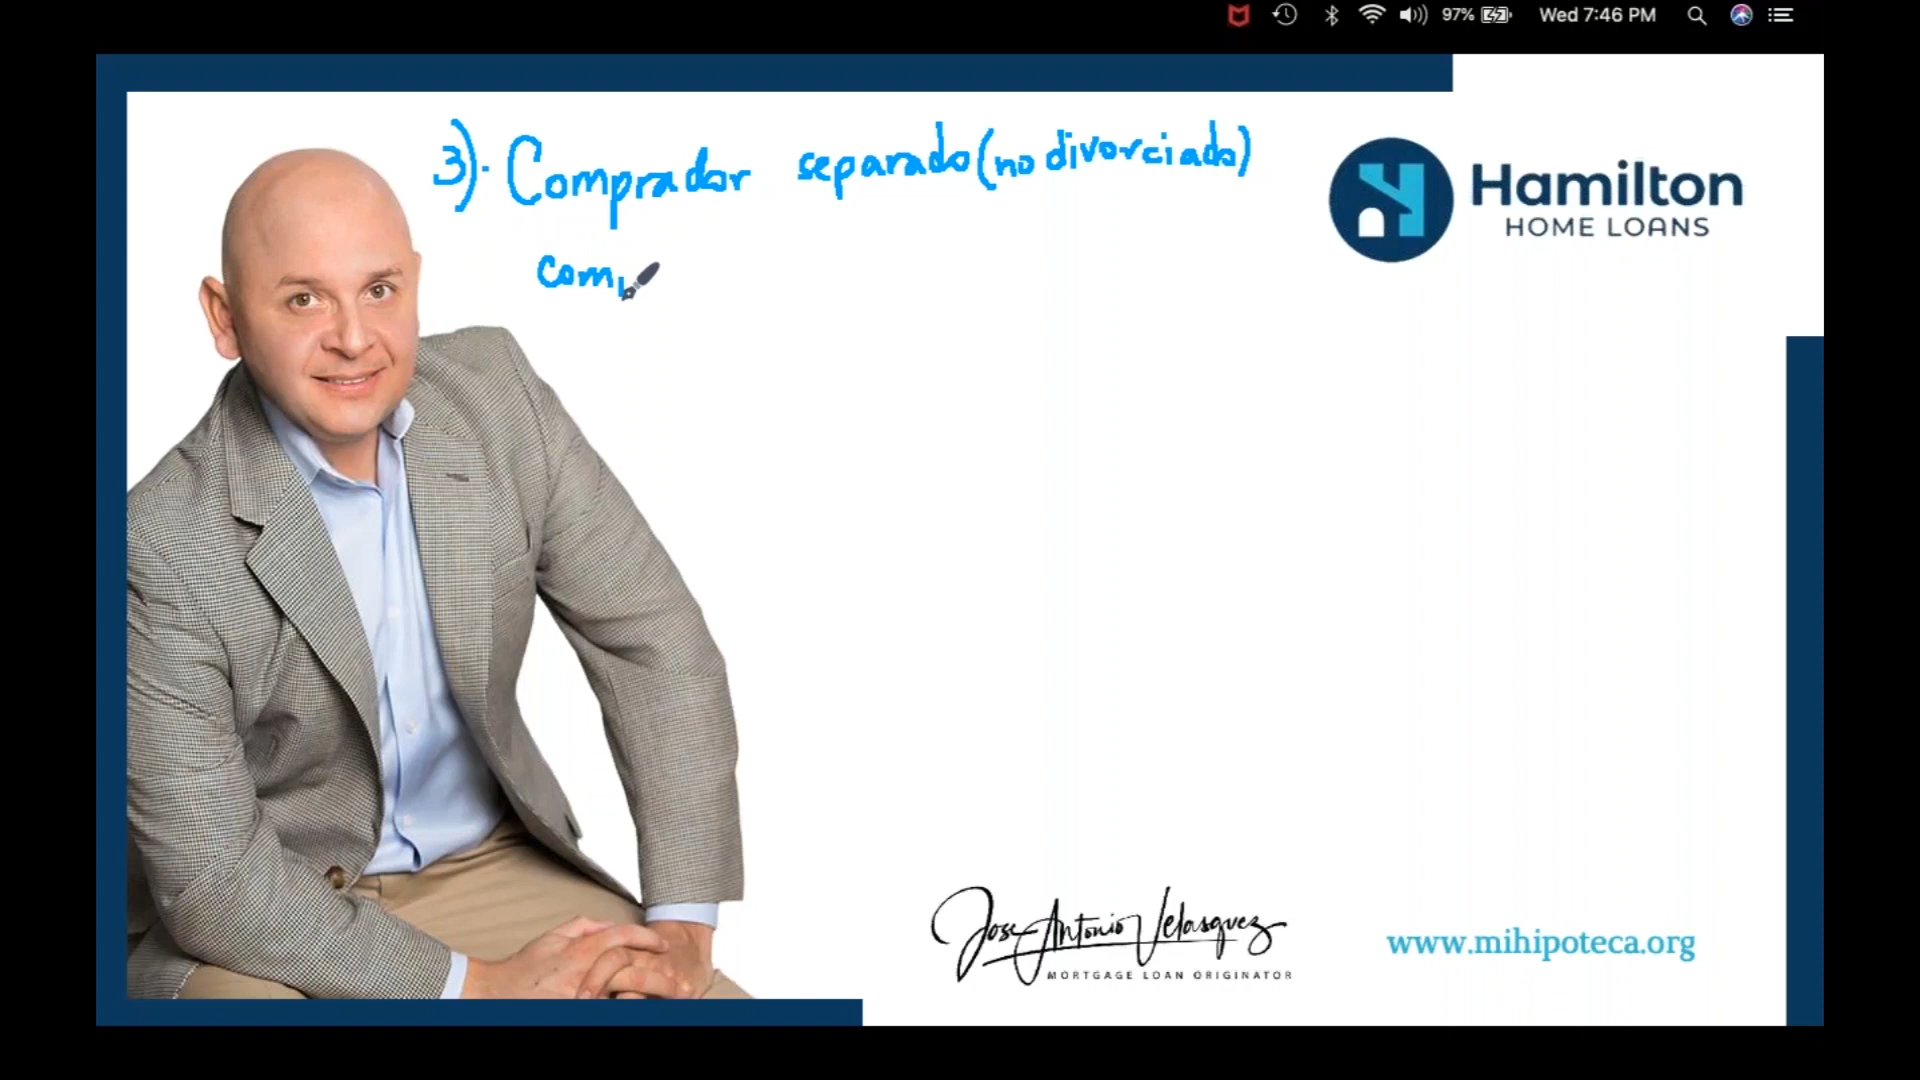 97% Wed 7:46 PM
3). Comprador separado (no divorciado)
Hamilton
HOME LOANS
Jose Antonio Velasquez
MORTGAGE LOAN ORIGINATOR
www.mihipoteca.org